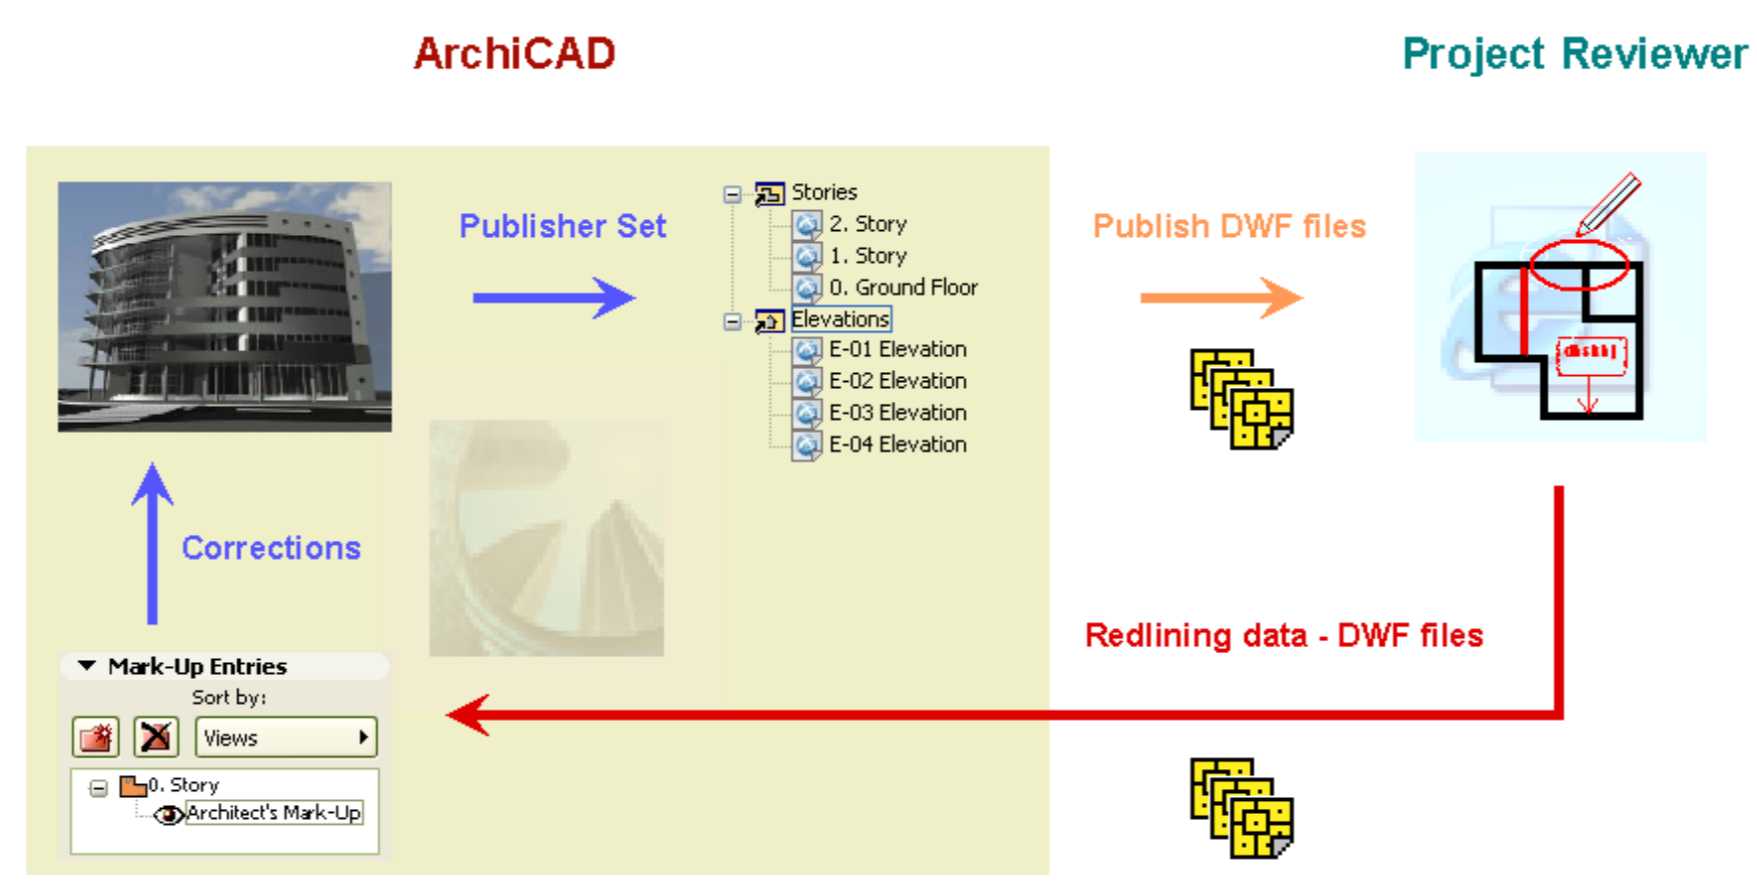 ArchiCAD
Project Reviewer
Publisher Set
Stories
2. Story
1. Story
0. Ground Floor
Elevations
E-01 Elevation
E-02 Elevation
E-03 Elevation
E-04 Elevation
Publish DWF files
Corrections
Redlining data - DWF files
Mark-Up Entries
Sort by:
Views
0. Story
Architect's Mark-Up